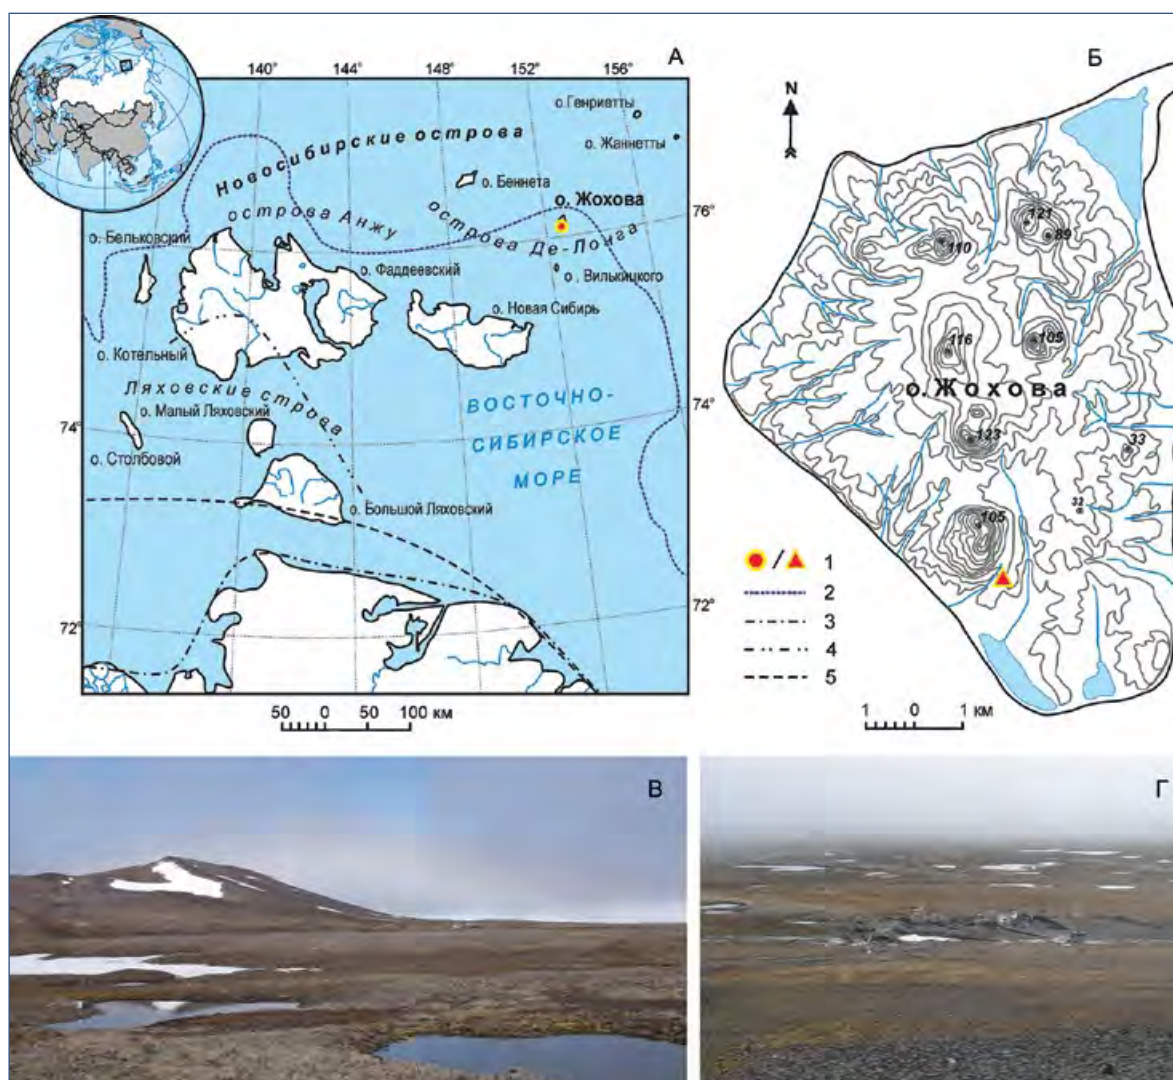 А
140° 144° 148° 152° 156°
о.Генриетты
о. Жаннетты
Новосибирские острова
о. Беннета
о. Жохова
76°
острова Анжу
острова Де-Лонга
о. Бельковский
о. Фаддеевский
о. Вилькицкого
о. Новая Сибирь
о. Котельный
Ляховские острова
о. Малый Ляховский
ВОСТОЧНО-
СИБИРСКОЕ
МОРЕ
74°
74°
о. Столбовой
о. Большой Ляховский
72°
72°
50 0 50 100 км
Б
N
121
89
110
116
105
о. Жохова
123
33
32
105
/ 1
2
3
4
5
1 0 1 км
В
Г